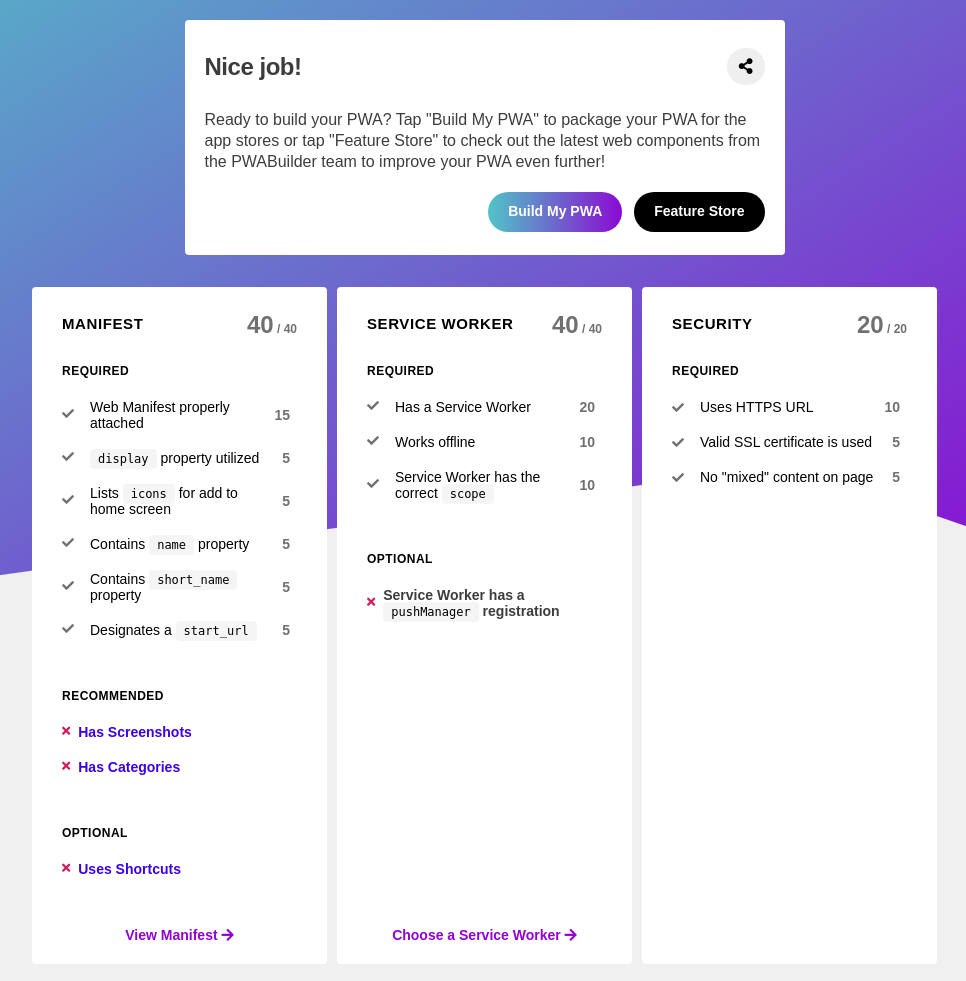 Nice job!
Ready to build your PWA? Tap "Build My PWA" to package your PWA for the
app stores or tap "Feature Store" to check out the latest web components from
the PWABuilder team to improve your PWA even further!
Build My PWA
Feature Store
MANIFEST
40 / 40
REQUIRED
Web Manifest properly
attached
15
display property utilized
5
Lists icons for add to
home screen
5
Contains name property
5
Contains short_name
property
5
Designates a start_url
5
RECOMMENDED
Has Screenshots
Has Categories
OPTIONAL
Uses Shortcuts
View Manifest
SERVICE WORKER
40 / 40
REQUIRED
Has a Service Worker
20
Works offline
10
Service Worker has the
correct scope
10
OPTIONAL
Service Worker has a
pushManager registration
Choose a Service Worker
SECURITY
20 / 20
REQUIRED
Uses HTTPS URL
10
Valid SSL certificate is used
5
No "mixed" content on page
5